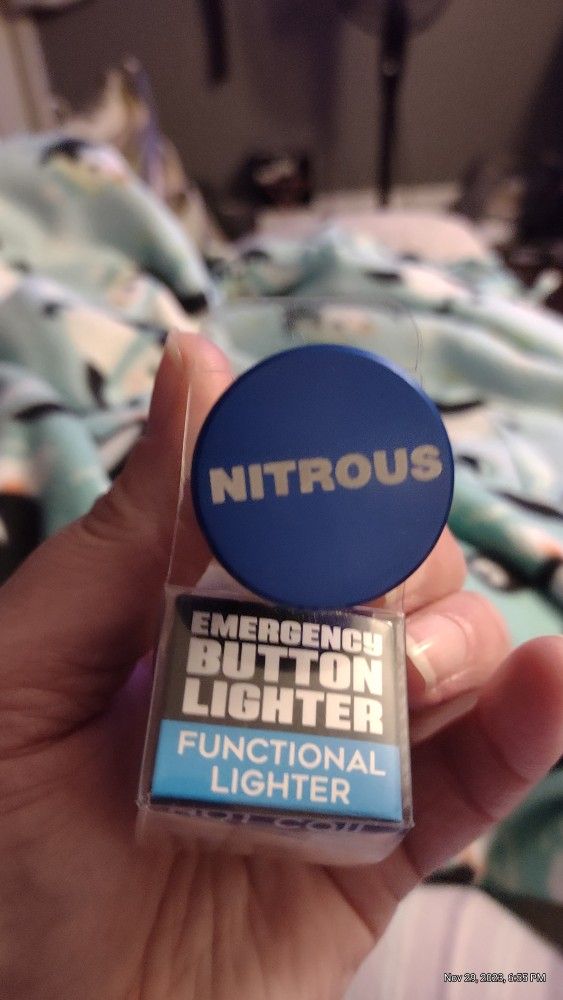 NITROUS
EMERGENCY
BUTTON
LIGHTER
FUNCTIONAL
LIGHTER
Nov 29, 2023, 6:55 PM